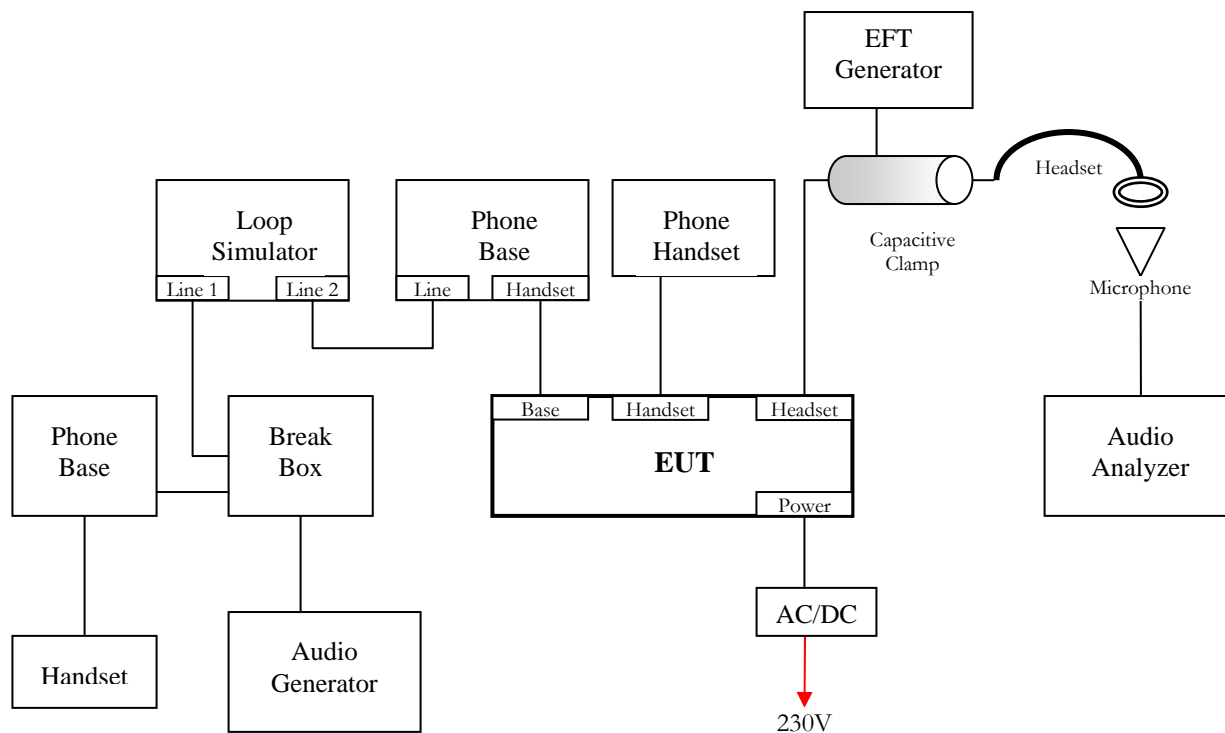 EFT
Generator
Headset
Loop
Simulator
Line 1
Line 2
Phone
Base
Line
Handset
Phone
Handset
Capacitive
Clamp
Microphone
Phone
Base
Break
Box
Base
Handset
Headset
EUT
Power
Audio
Analyzer
Handset
Audio
Generator
AC/DC
230V